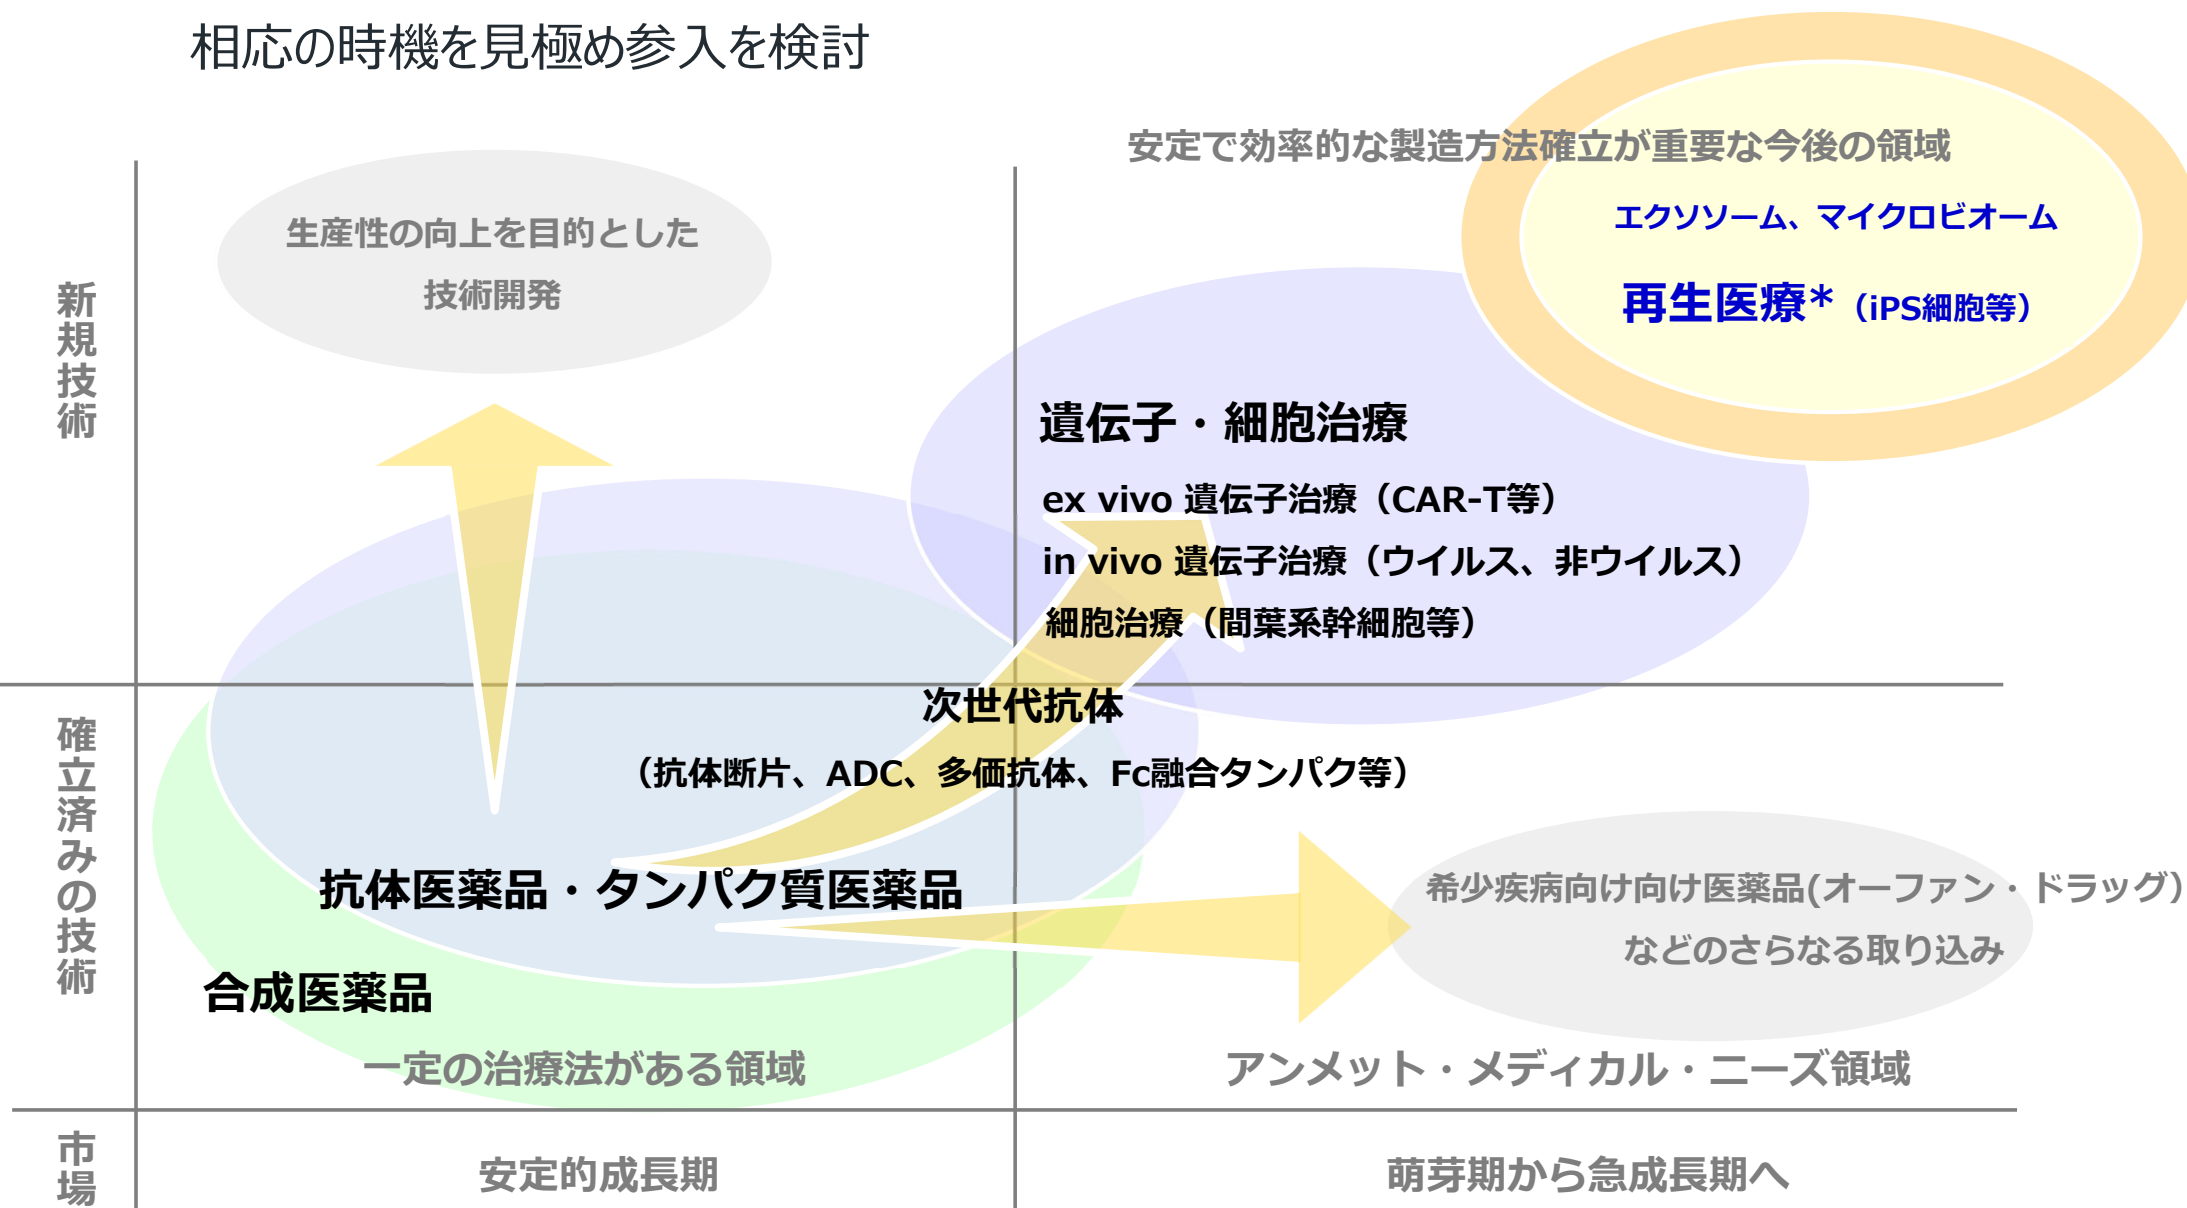 相応の時機を見極め参入を検討
安定で効率的な製造方法確立が重要な今後の領域
エクソソーム、マイクロビオーム
再生医療*（iPS細胞等）
生産性の向上を目的とした
技術開発
新規技術
遺伝子・細胞治療
ex vivo 遺伝子治療（CAR-T等）
in vivo 遺伝子治療（ウイルス、非ウイルス）
細胞治療（間葉系幹細胞等）
次世代抗体
（抗体断片、ADC、多価抗体、Fc融合タンパク等）
確立済みの技術
抗体医薬品・タンパク質医薬品
希少疾病向け向け医薬品(オーファン・ドラッグ）
などのさらなる取り込み
合成医薬品
一定の治療法がある領域
アンメット・メディカル・ニーズ領域
市場
安定的成長期
萌芽期から急成長期へ